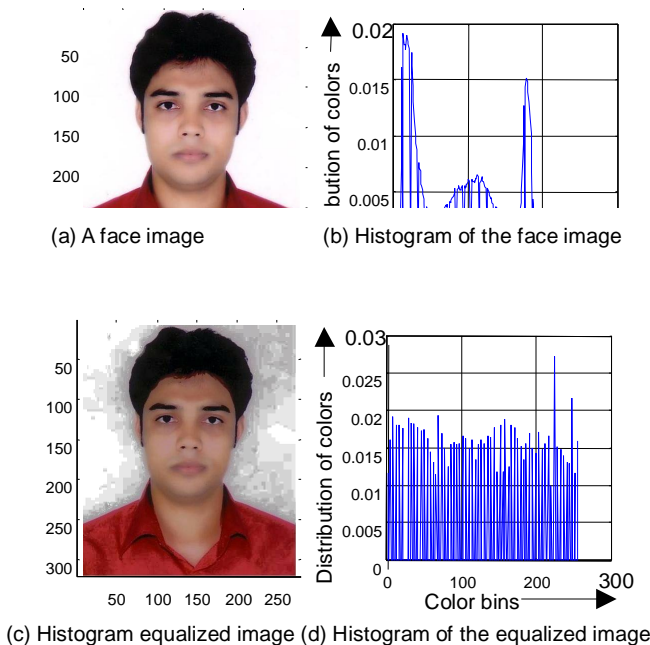 50
100
150
200
0.02
0.015
0.01
0.005
bution of colors
(a) A face image
(b) Histogram of the face image
50
100
150
200
250
300
50 100 150 200 250
0.03
0.025
0.02
0.015
0.01
0.005
0
0 100 200 300
Distribution of colors
Color bins
(c) Histogram equalized image (d) Histogram of the equalized image